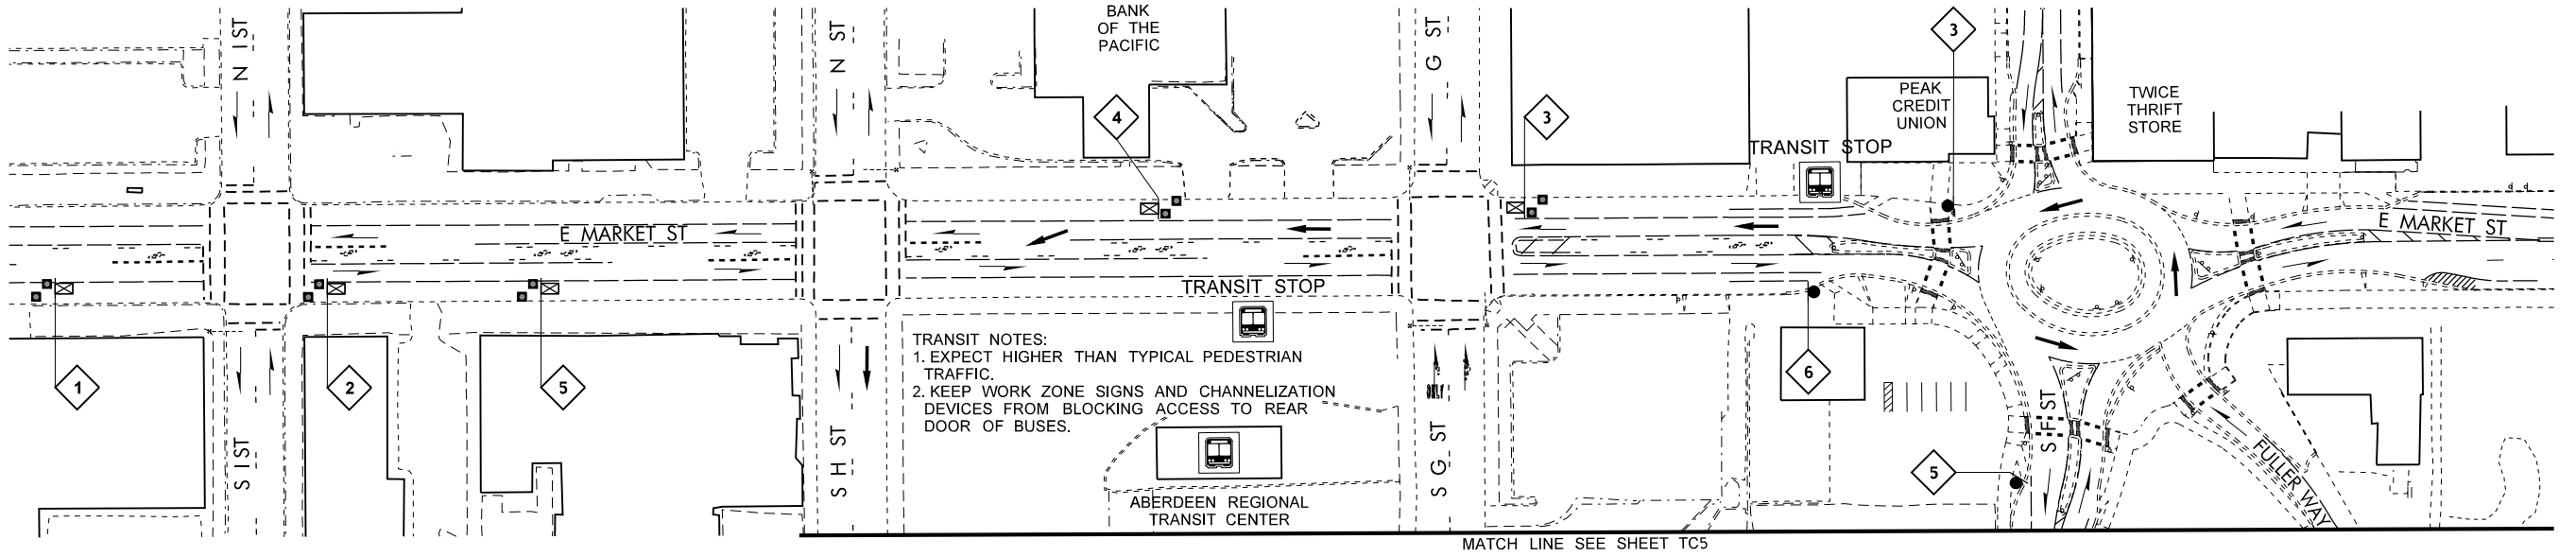 N I ST
N ST
BANK
OF THE
PACIFIC
G ST
3
4
3
PEAK
CREDIT
UNION
TWICE
THRIFT
STORE
TRANSIT STOP
E MARKET ST
E MARKET ST
TRANSIT STOP
TRANSIT NOTES:
1. EXPECT HIGHER THAN TYPICAL PEDESTRIAN
TRAFFIC.
2. KEEP WORK ZONE SIGNS AND CHANNELIZATION
DEVICES FROM BLOCKING ACCESS TO REAR
DOOR OF BUSES.
1
2
5
6
ONLY
S I ST
S H ST
S G ST
S F ST
5
FULLER WAY
ABERDEEN REGIONAL
TRANSIT CENTER
MATCH LINE SEE SHEET TC5